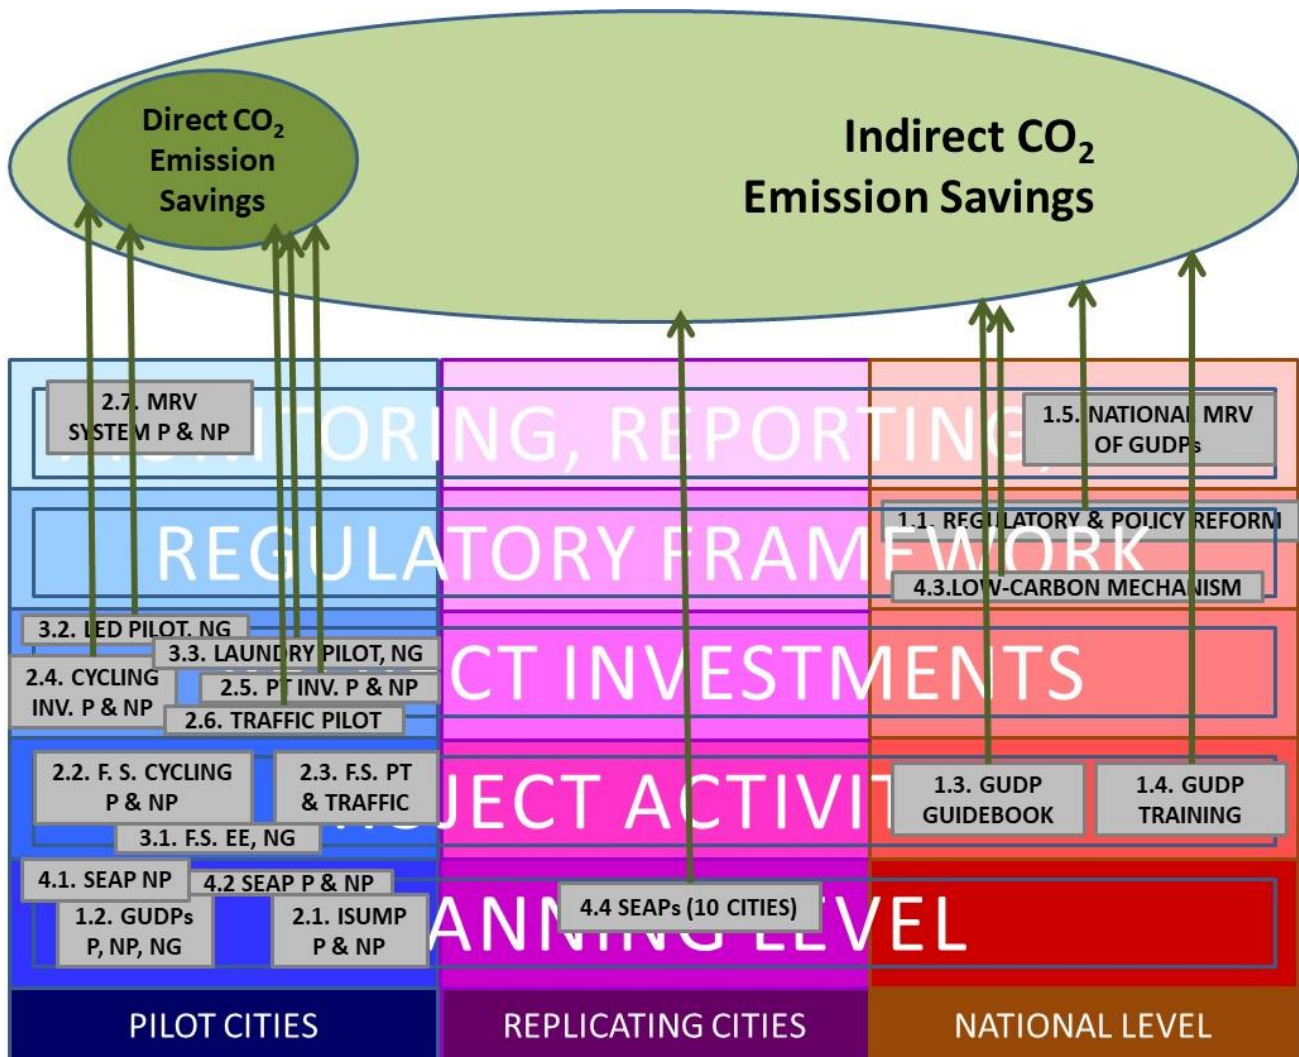 Direct CO₂
Emission
Savings
Indirect CO₂
Emission Savings
2.7. MRV
SYSTEM P & NP
REPORTING,
1.5. NATIONAL MRV
OF GUDPs
REGULATORY FRAMEWORK
1.1. REGULATORY & POLICY REFORM
4.3.LOW-CARBON MECHANISM
3.2. LED PILOT, NG
3.3. LAUNDRY PILOT, NG
2.4. CYCLING
INV. P & NP
2.5. PT INV. P & NP
2.6. TRAFFIC PILOT
INVESTMENTS
2.2. F. S. CYCLING
P & NP
2.3. F.S. PT
& TRAFFIC
3.1. F.S. EE, NG
1.3. GUDP
GUIDEBOOK
1.4. GUDP
TRAINING
4.1. SEAP NP
4.2 SEAP P & NP
1.2. GUDPs
P, NP, NG
2.1. ISUMP
P & NP
4.4 SEAPs (10 CITIES)
LEVEL
PILOT CITIES
REPLICATING CITIES
NATIONAL LEVEL